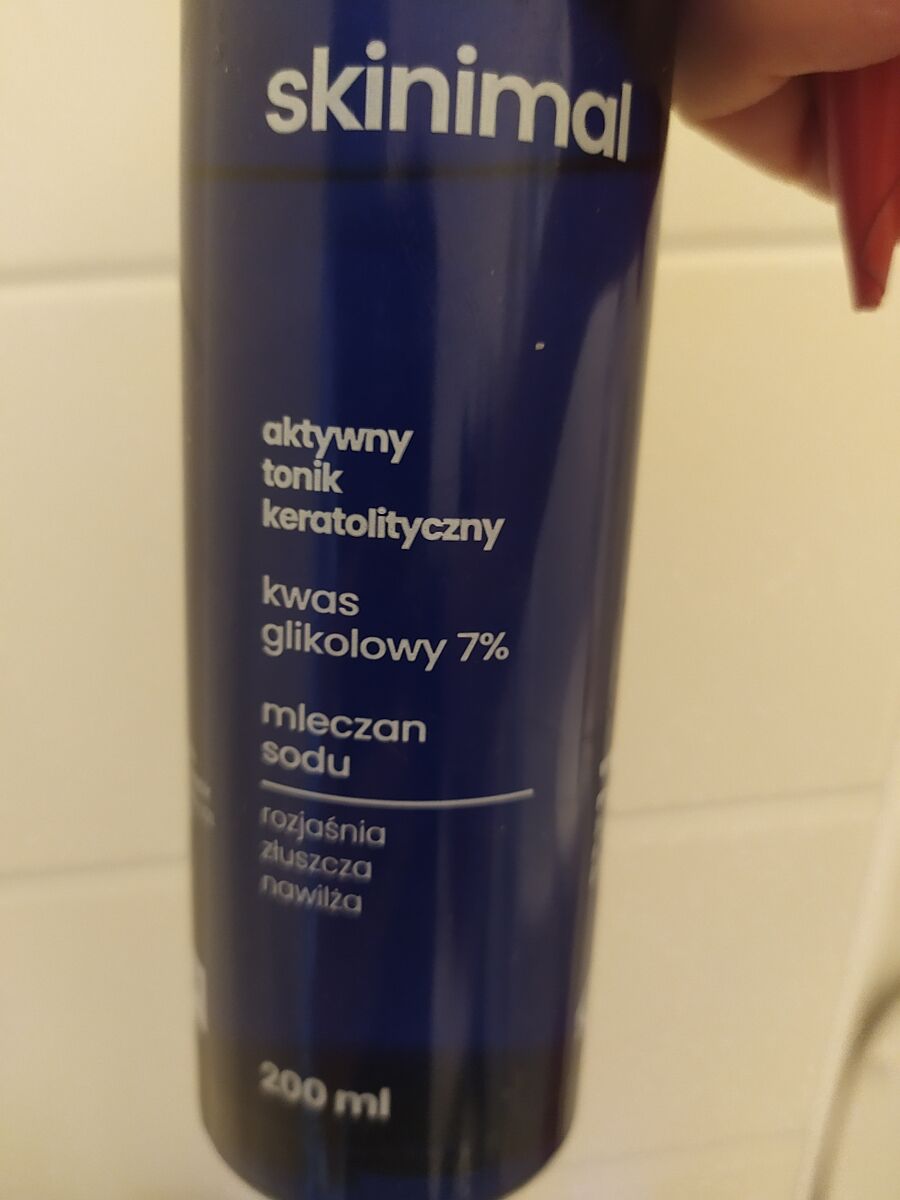 skinimal
aktywny
tonik
keratolityczny
kwas
glikolowy 7%
mleczan
sodu
rozjaśnia
złuszcza
nawilża
200 ml